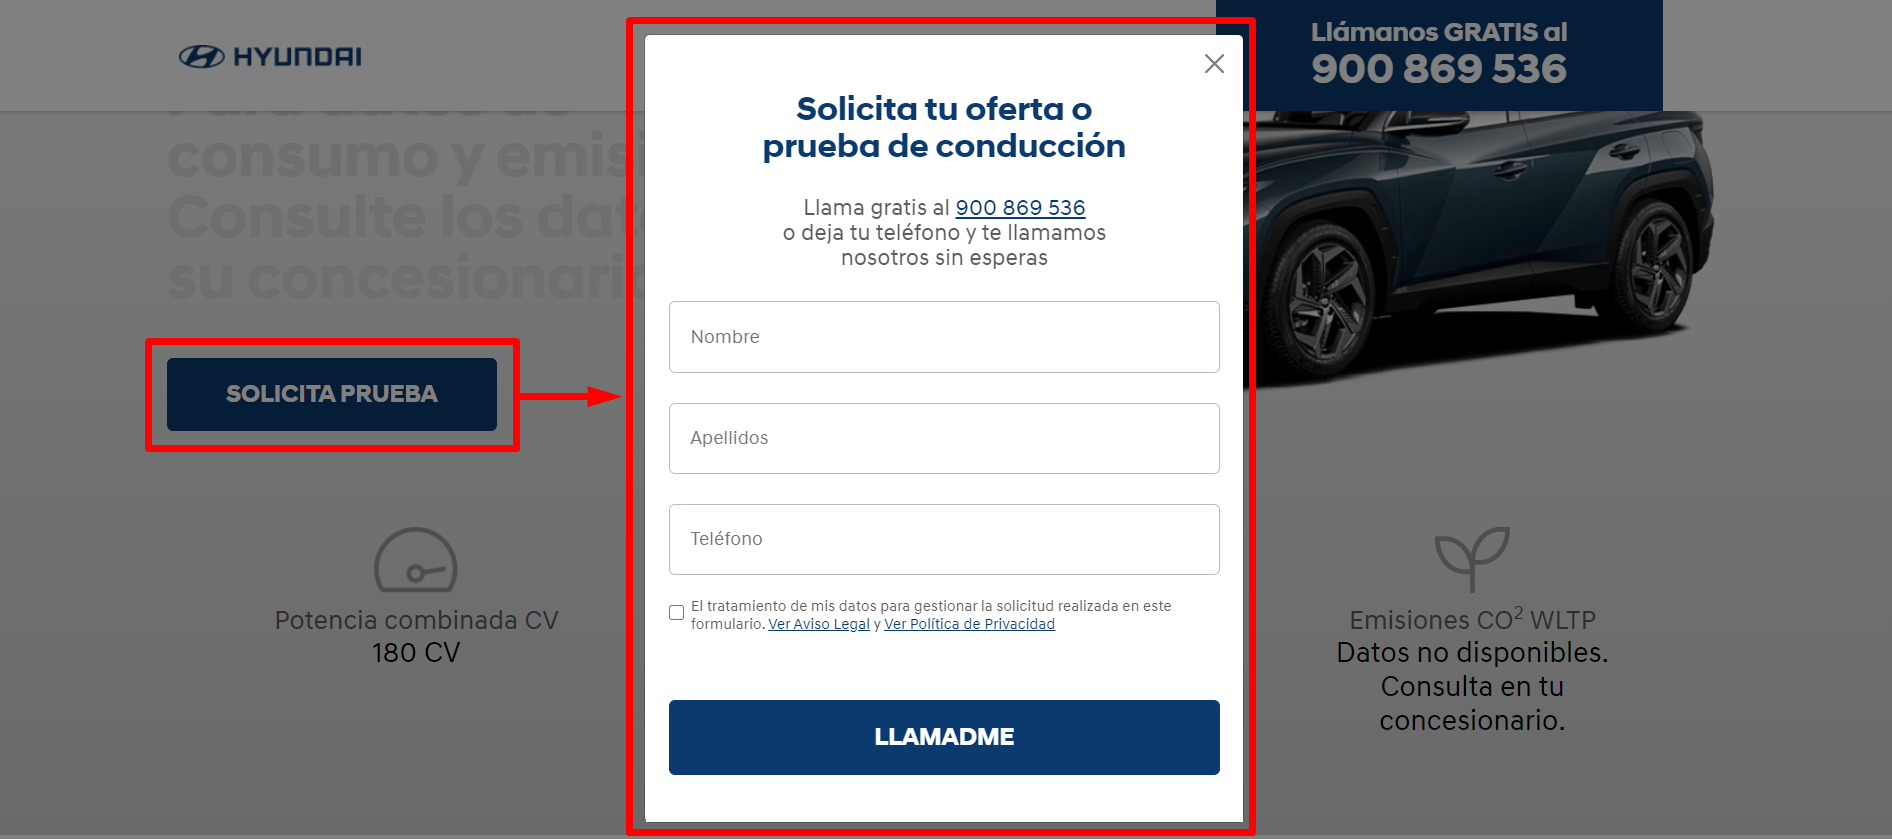 HYUNDAI
Llámanos GRATIS al
900 869 536
consumo y emisi
Consulte los dat
su concesionari
SOLICITA PRUEBA
Potencia combinada CV
180 CV
Solicita tu oferta o
prueba de conducción
Llama gratis al 900 869 536
o deja tu teléfono y te llamamos
nosotros sin esperas
Nombre
Apellidos
Teléfono
El tratamiento de mis datos para gestionar la solicitud realizada en este
formulario. Ver Aviso Legal y Ver Política de Privacidad
LLAMADME
Emisiones CO² WLTP
Datos no disponibles.
Consulta en tu
concesionario.